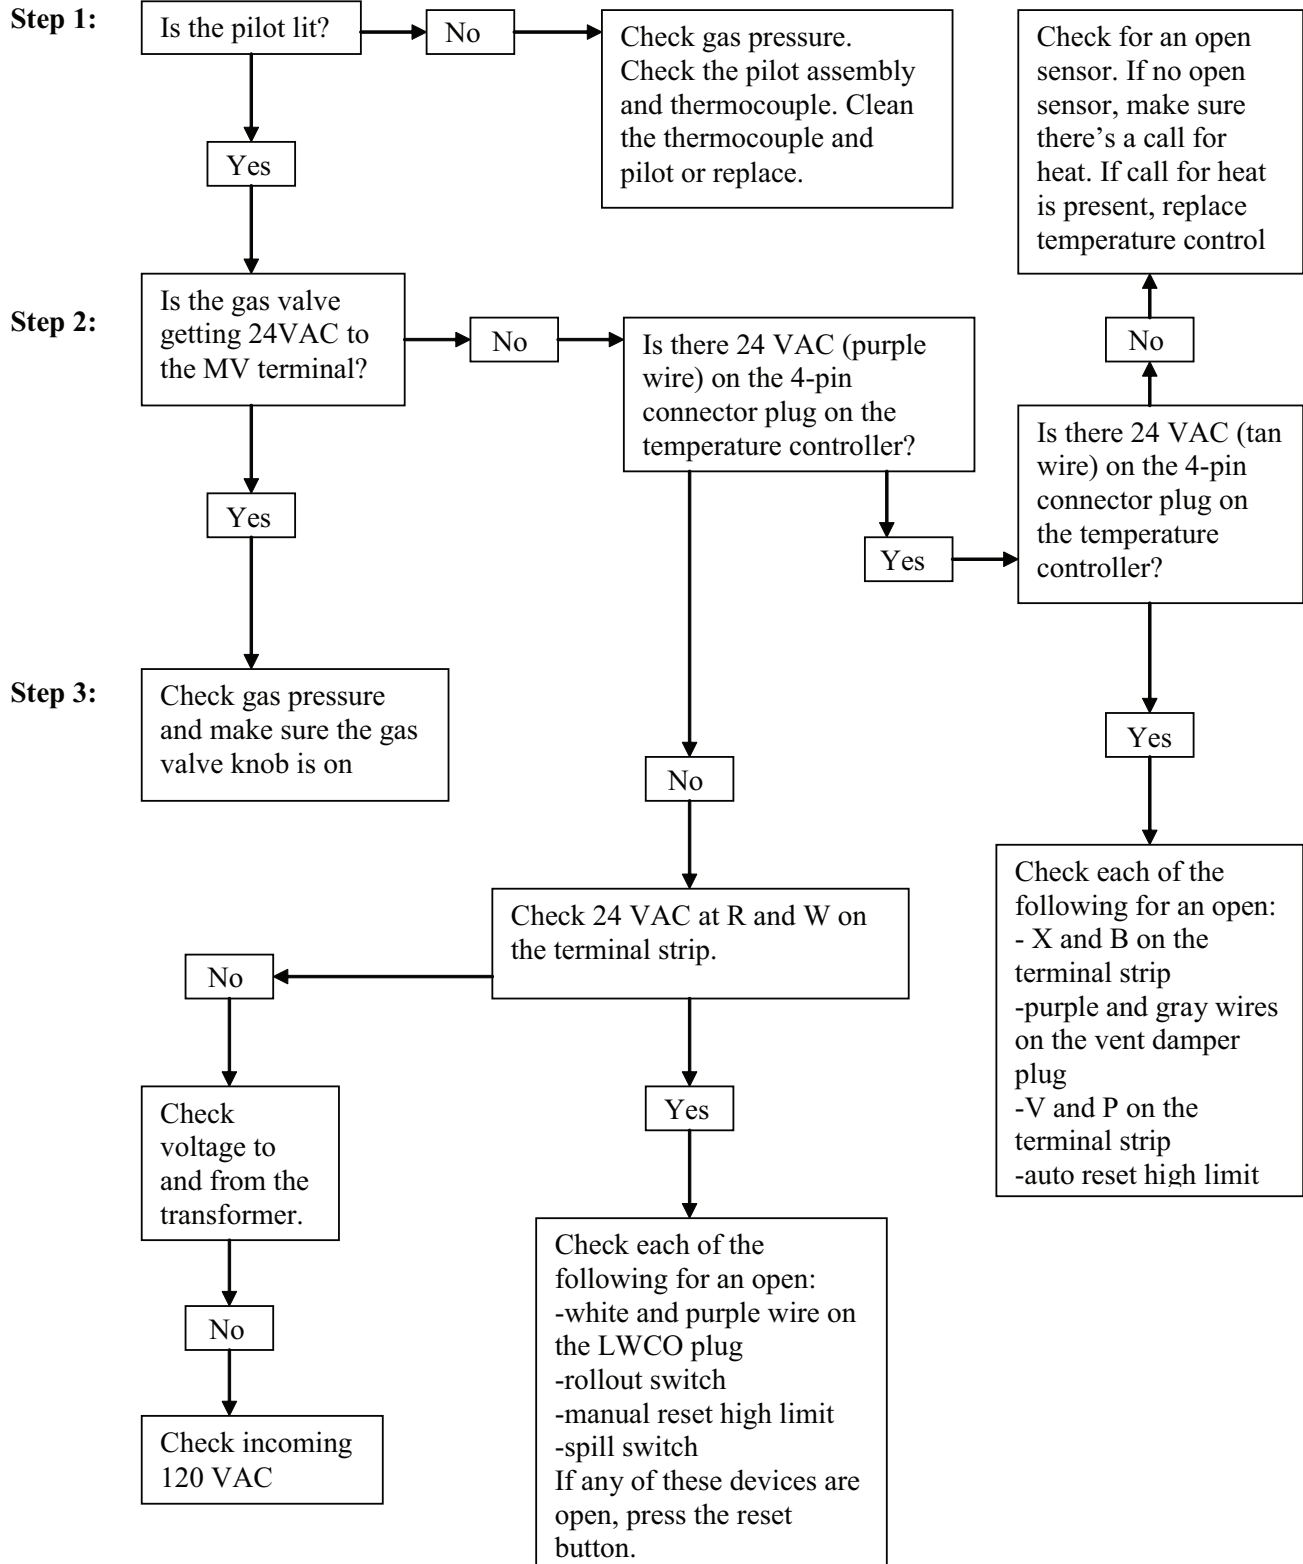 Step 1:
Is the pilot lit?
No
Check gas pressure.
Check the pilot assembly
and thermocouple. Clean
the thermocouple and
pilot or replace.
Check for an open
sensor. If no open
sensor, make sure
there's a call for
heat. If call for heat
is present, replace
temperature control
Yes
Step 2:
Is the gas valve
getting 24VAC to
the MV terminal?
No
Is there 24 VAC (purple
wire) on the 4-pin
connector plug on the
temperature controller?
No
Is there 24 VAC (tan
wire) on the 4-pin
connector plug on
the temperature
controller?
Yes
Yes
Step 3:
Check gas pressure
and make sure the gas
valve knob is on
No
Yes
Check 24 VAC at R and W on
the terminal strip.
No
Check each of the
following for an open:
- X and B on the
terminal strip
-purple and gray wires
on the vent damper
plug
-V and P on the
terminal strip
-auto reset high limit
Check
voltage to
and from the
transformer.
Yes
No
Check each of the
following for an open:
-white and purple wire on
the LWCO plug
-rollout switch
-manual reset high limit
-spill switch
If any of these devices are
open, press the reset
button.
Check incoming
120 VAC